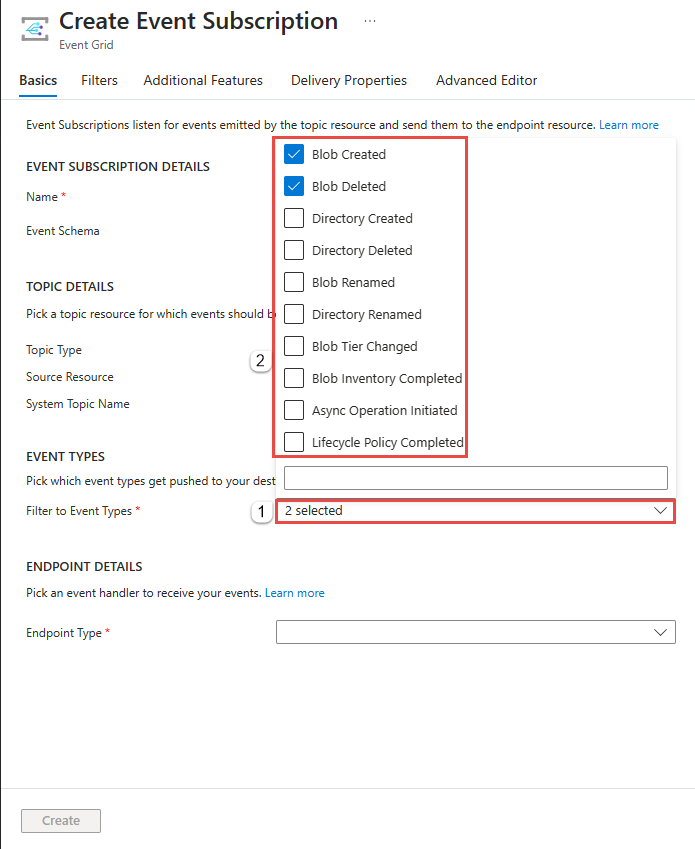 Create Event Subscription ...
Event Grid
Basics Filters Additional Features Delivery Properties Advanced Editor
Event Subscriptions listen for events emitted by the topic resource and send them to the endpoint resource. Learn more
EVENT SUBSCRIPTION DETAILS
Name *
Event Schema
TOPIC DETAILS
Pick a topic resource for which events should b
Topic Type
Source Resource
System Topic Name
2
Blob Created
Blob Deleted
Directory Created
Directory Deleted
Blob Renamed
Directory Renamed
Blob Tier Changed
Blob Inventory Completed
Async Operation Initiated
Lifecycle Policy Completed
EVENT TYPES
Pick which event types get pushed to your dest
Filter to Event Types * 1 2 selected
ENDPOINT DETAILS
Pick an event handler to receive your events. Learn more
Endpoint Type *
Create